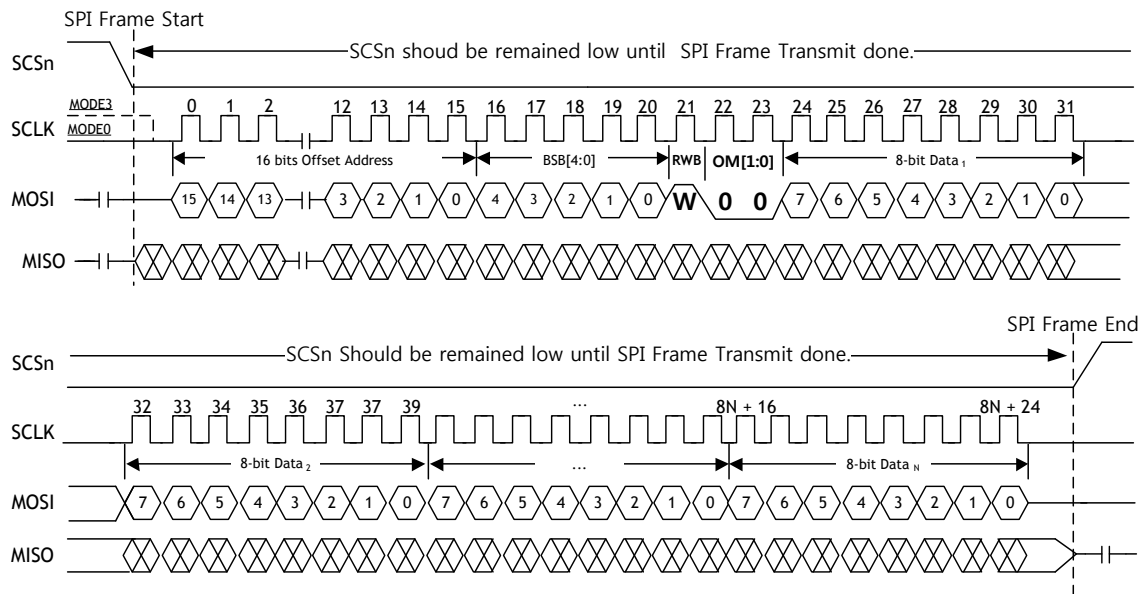 SPI Frame Start
SCSn
SCSn shoud be remained low until SPI Frame Transmit done.
MODE3
MODE0
SCLK
0 1 2 12 13 14 15 16 17 18 19 20 21 22 23 24 25 26 27 28 29 30 31
16 bits Offset Address BSB[4:0] RWB OM[1:0] 8-bit Data 1
MOSI 15 14 13 3 2 1 0 4 3 2 1 0 W 0 0 7 6 5 4 3 2 1 0
MISO
SPI Frame End
SCSn
SCSn Should be remained low until SPI Frame Transmit done.
SCLK
32 33 34 35 36 37 37 39 ... 8N + 16 8N + 24
8-bit Data 2 ... 8-bit Data N
MOSI 7 6 5 4 3 2 1 0 7 6 5 4 3 2 1 0 7 6 5 4 3 2 1 0
MISO